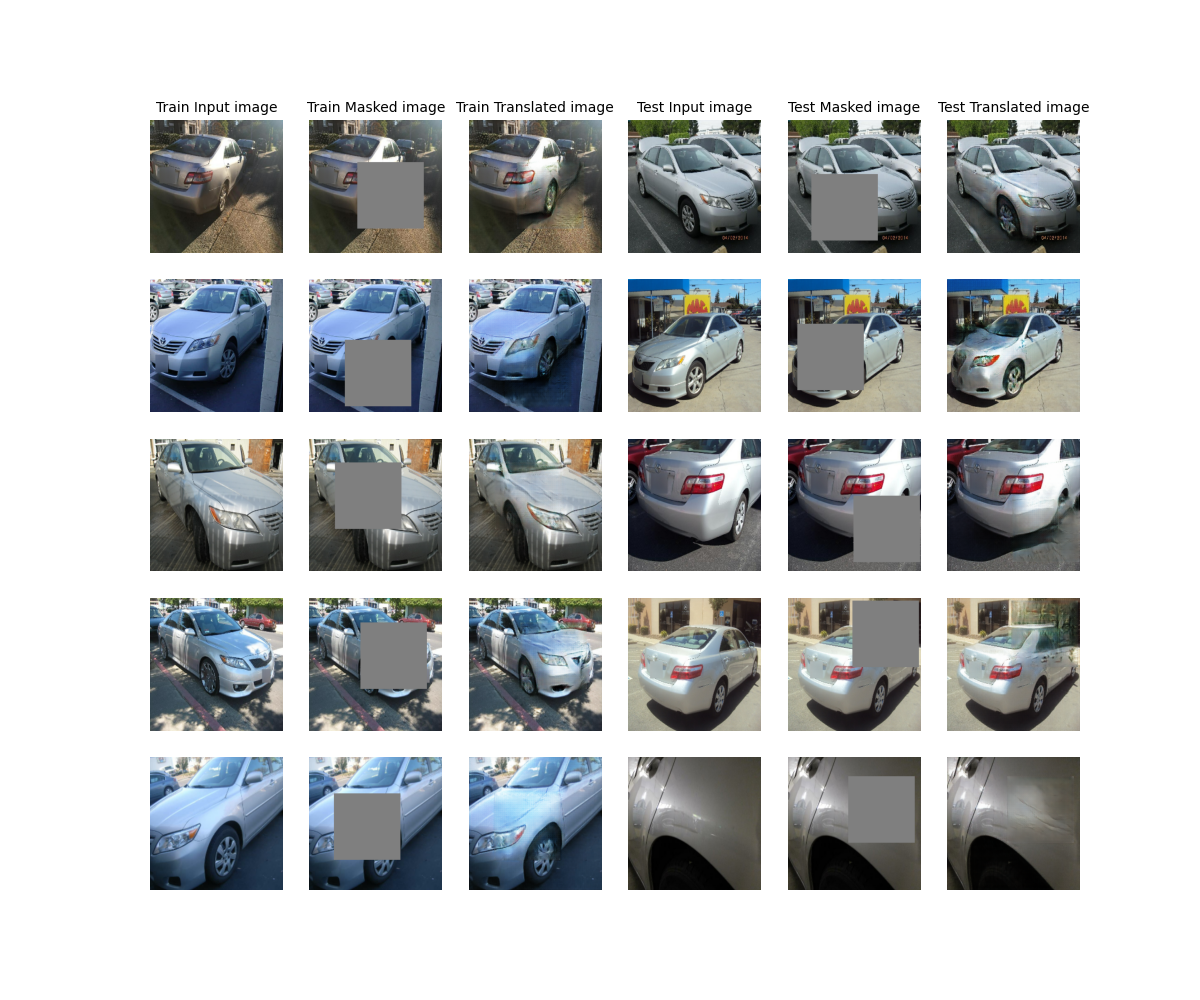 Train Input image
Train Masked image
Train Translated image
Test Input image
Test Masked image
Test Translated image